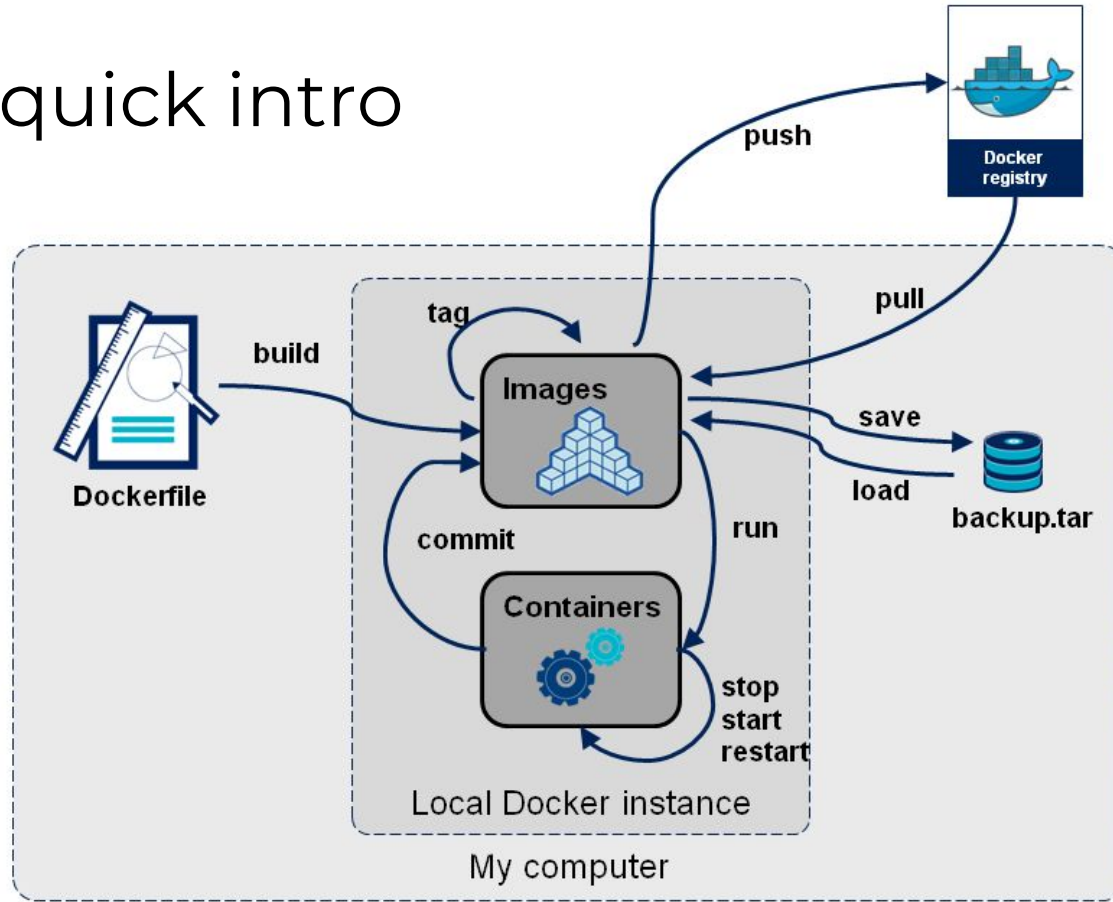 quick intro
push
Docker
registry
pull
tag
build
Images
save
load
backup.tar
Dockerfile
commit
run
Containers
stop
start
restart
Local Docker instance
My computer